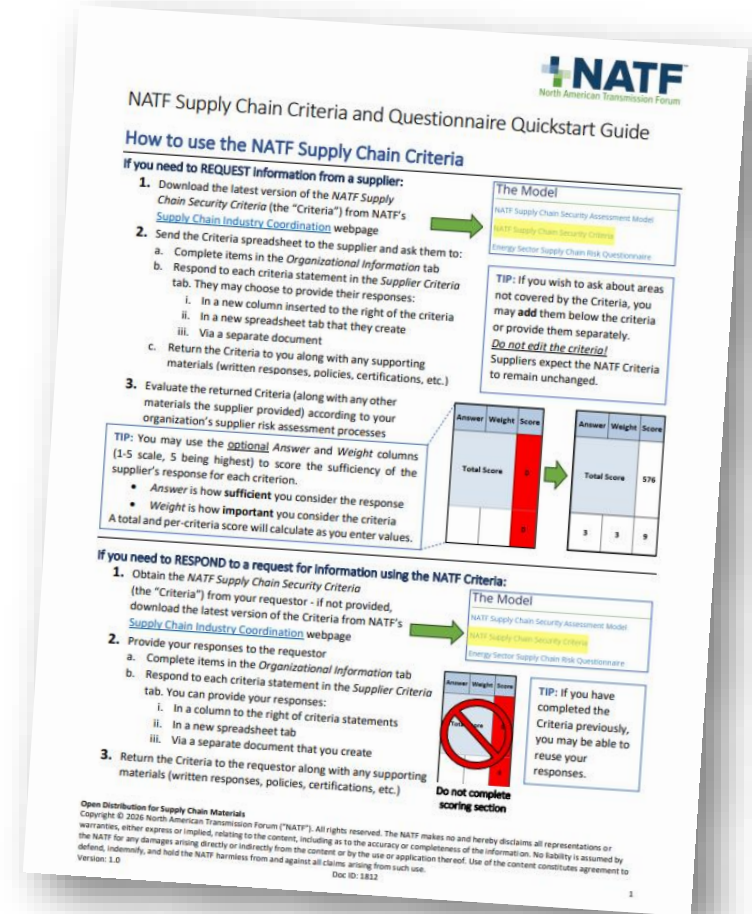 NATF
North American Transmission Forum
NATF Supply Chain Criteria and Questionnaire Quickstart Guide
How to use the NATF Supply Chain Criteria
If you need to REQUEST information from a supplier:
1. Download the latest version of the NATF Supply
Chain Security Criteria (the “Criteria”) from NATF’s
Supply Chain Industry Coordination webpage
2. Send the Criteria spreadsheet to the supplier and ask them to:
a. Complete items in the Organizational Information tab
b. Respond to each criteria statement in the Supplier Criteria
tab. They may choose to provide their responses:
i. In a new column inserted to the right of the criteria
ii. In a new spreadsheet tab that they create
iii. Via a separate document
c. Return the Criteria to you along with any supporting
materials (written responses, policies, certifications, etc.)
3. Evaluate the returned Criteria (along with any other
materials the supplier provided) according to your
organization’s supplier risk assessment processes
The Model
NATF Supply Chain Security Assessment Model
NATF Supply Chain Security Criteria
Energy Sector Supply Chain Risk Questionnaire
TIP: If you wish to ask about areas
not covered by the Criteria, you
may add them below the criteria
or provide them separately.
Do not edit the criteria!
Suppliers expect the NATF Criteria
to remain unchanged.
TIP: You may use the optional Answer and Weight columns
(1-5 scale, 5 being highest) to score the sufficiency of the
supplier’s response for each criterion.
• Answer is how sufficient you consider the response
• Weight is how important you consider the criteria
A total and per-criteria score will calculate as you enter values.
Answer Weight Score
Total Score 0
0
Answer Weight Score
Total Score 576
3 3 9
If you need to RESPOND to a request for information using the NATF Criteria:
1. Obtain the NATF Supply Chain Security Criteria
(the “Criteria”) from your requestor - if not provided,
download the latest version of the Criteria from NATF’s
Supply Chain Industry Coordination webpage
2. Provide your responses to the requestor
a. Complete items in the Organizational Information tab
b. Respond to each criteria statement in the Supplier Criteria
tab. You can provide your responses:
i. In a column to the right of criteria statements
ii. In a new spreadsheet tab
iii. Via a separate document that you create
3. Return the Criteria to the requestor along with any supporting
materials (written responses, policies, certifications, etc.)
The Model
NATF Supply Chain Security Assessment Model
NATF Supply Chain Security Criteria
Energy Sector Supply Chain Risk Questionnaire
Answer Weight Score
Do not complete
scoring section
TIP: If you have
completed the
Criteria previously,
you may be able to
reuse your
responses.
Open Distribution for Supply Chain Materials
Copyright © 2026 North American Transmission Forum (“NATF”). All rights reserved. The NATF makes no and hereby disclaims all representations or
warranties, either express or implied, relating to the content, including as to the accuracy or completeness of the information. No liability is assumed by
the NATF for any damages arising directly or indirectly from the content or by the use or application thereof. Use of the content constitutes agreement to
defend, indemnify, and hold the NATF harmless from and against all claims arising from such use.
Version: 1.0
Doc ID: 1812
1